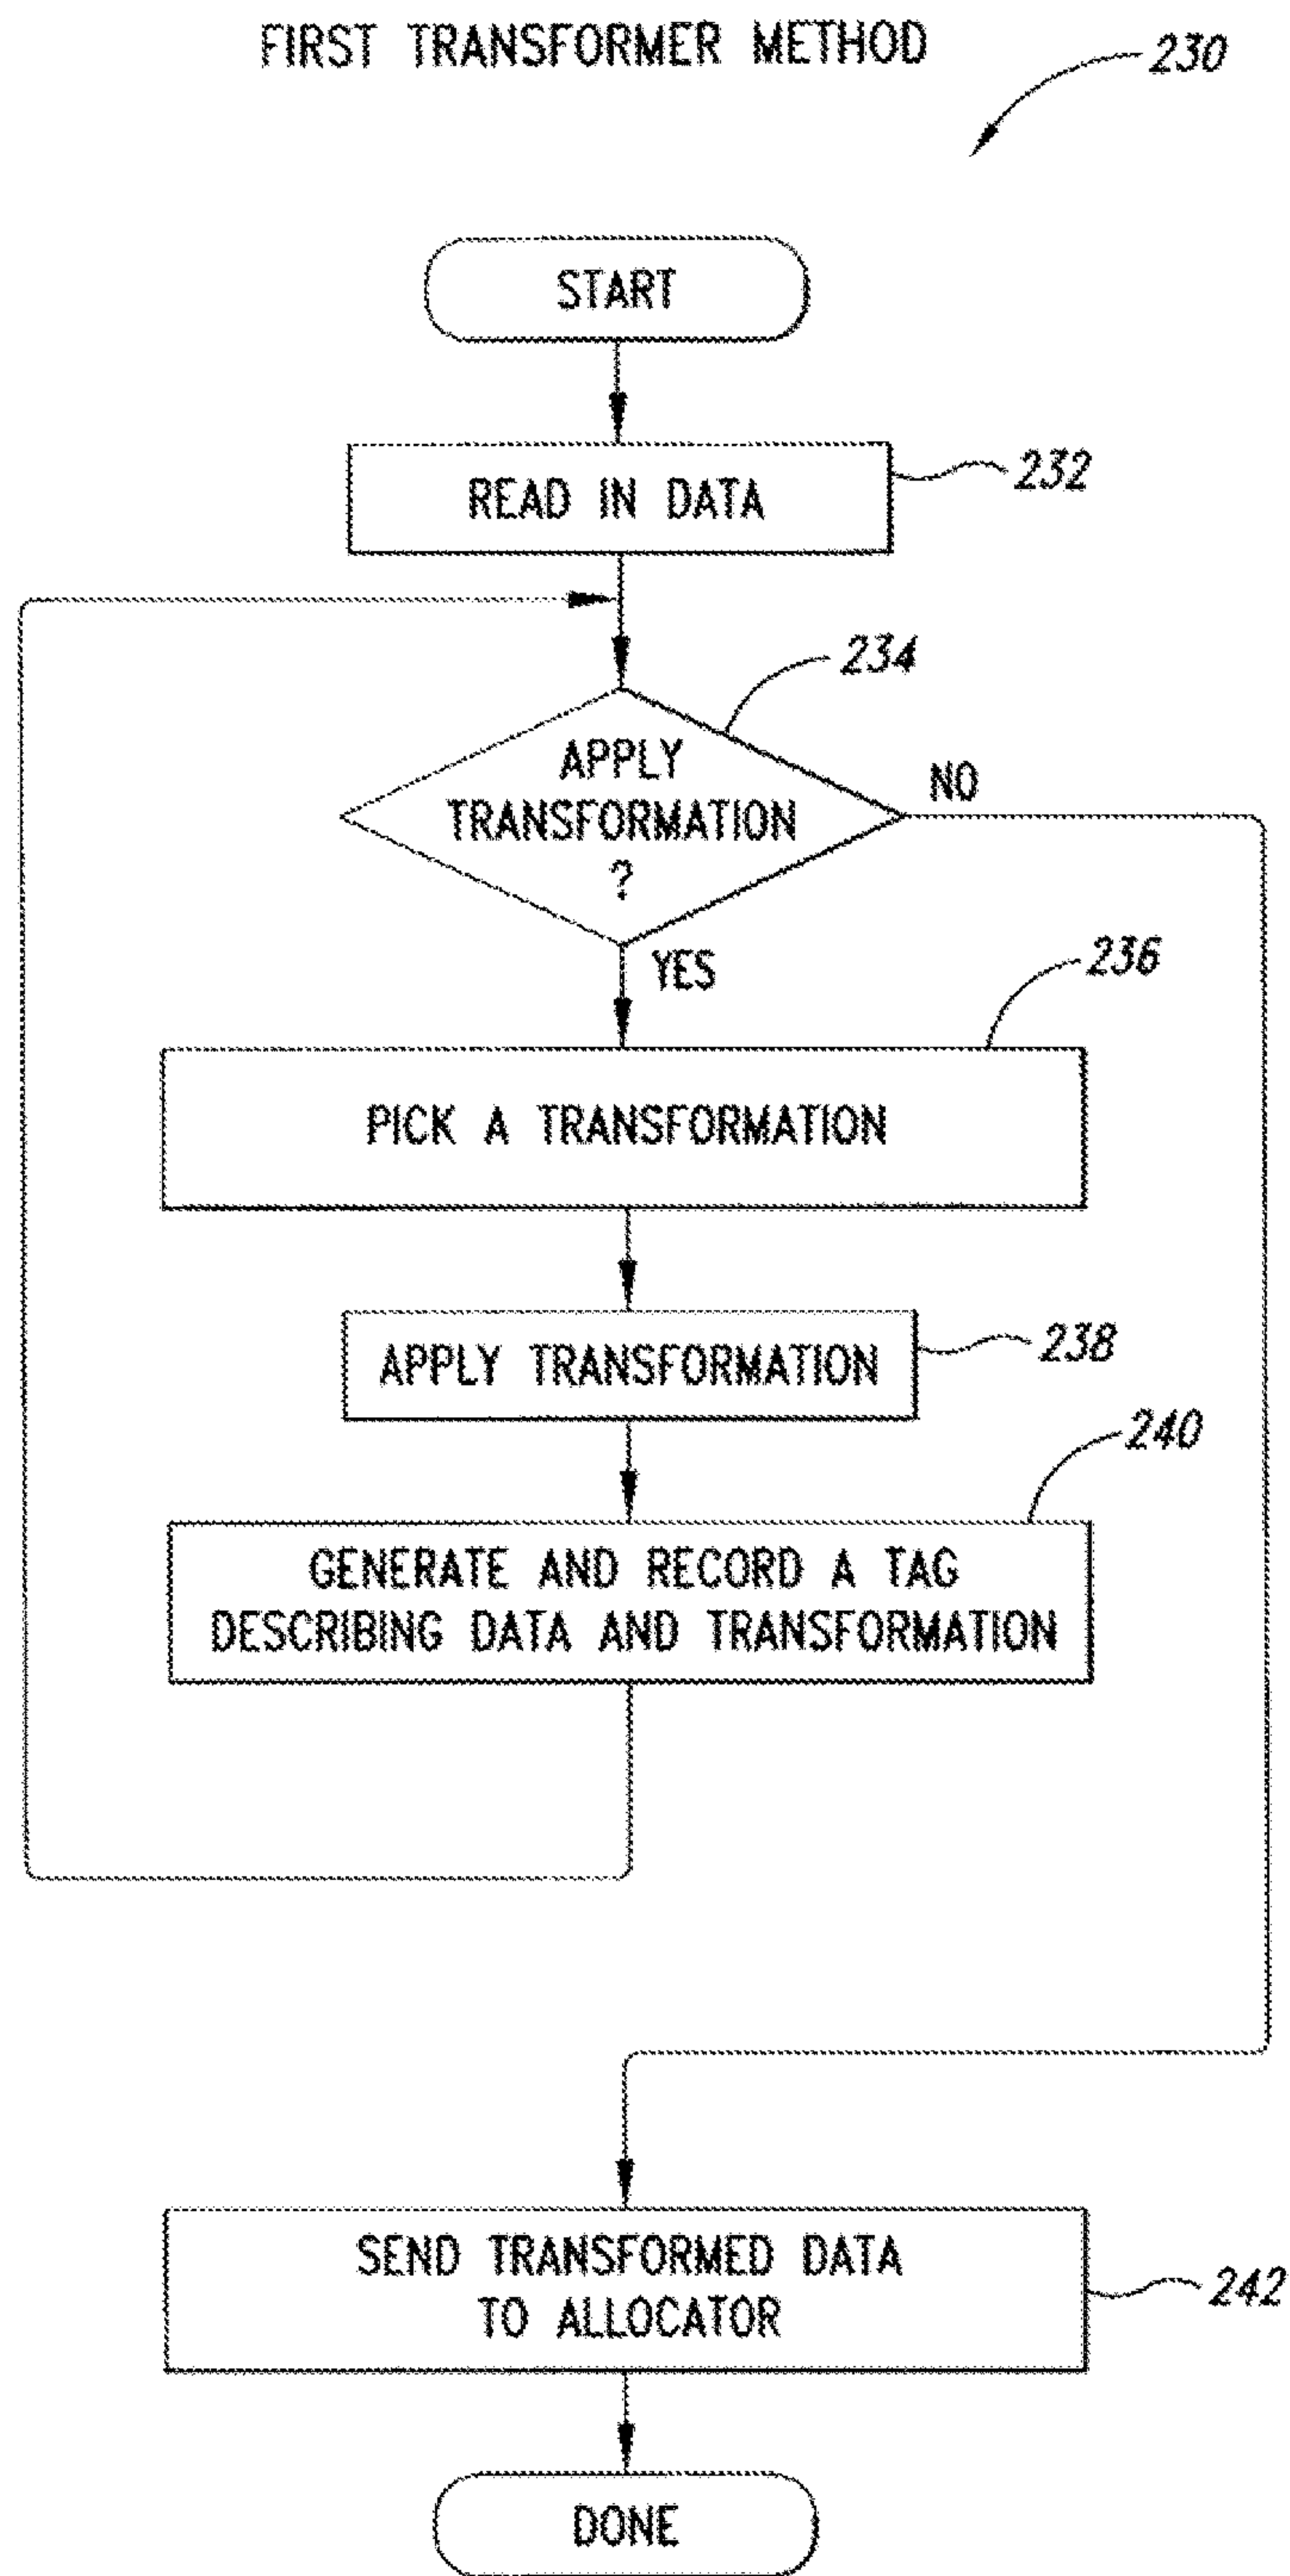 FIRST TRANSFORMER METHOD
230
START
READ IN DATA
232
234
APPLY
TRANSFORMATION
?
NO
YES
236
PICK A TRANSFORMATION
APPLY TRANSFORMATION
238
240
GENERATE AND RECORD A TAG
DESCRIBING DATA AND TRANSFORMATION
SEND TRANSFORMED DATA
TO ALLOCATOR
242
DONE